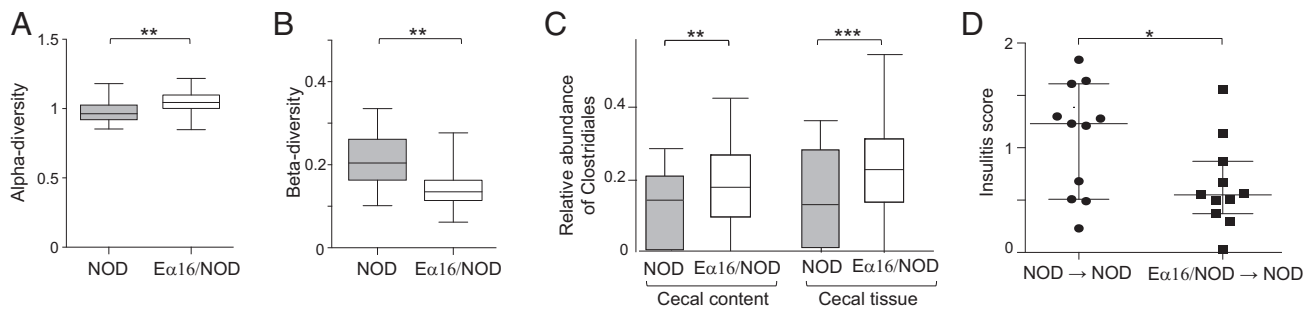 A
Alpha-diversity
1.5
1
0.5
0
**
NOD
Eα16/NOD
B
Beta-diversity
0.4
0.2
0
**
NOD
Eα16/NOD
C
Relative abundance
of Clostridiales
0.4
0.2
0
**
***
NOD Eα16/NOD NOD Eα16/NOD
Cecal content Cecal tissue
D
Insulitis score
2
1
0
*
NOD → NOD Eα16/NOD → NOD